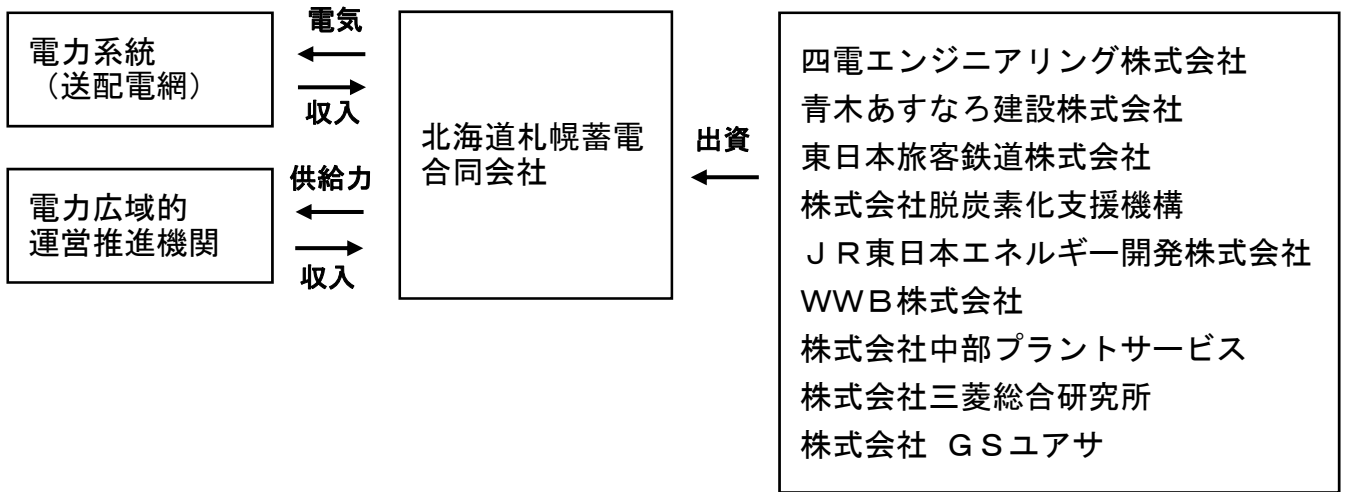 電気
電力系統
（送配電網）
収入
供給力
電力広域的
運営推進機関
収入
北海道札幌蓄電
合同会社
出資
四電エンジニアリング株式会社
青木あすなろ建設株式会社
東日本旅客鉄道株式会社
株式会社脱炭素化支援機構
ＪＲ東日本エネルギー開発株式会社
ＷＷＢ株式会社
株式会社中部プラントサービス
株式会社三菱総合研究所
株式会社 ＧＳユアサ